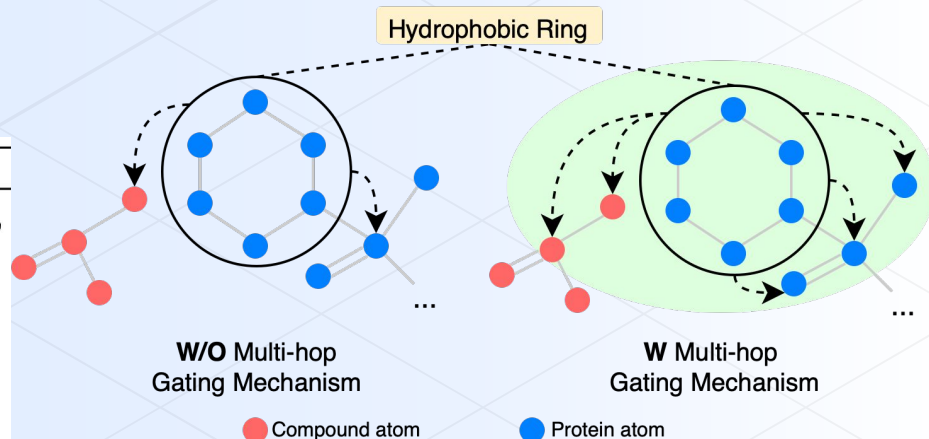 Hydrophobic Ring
...
...
W/O Multi-hop
Gating Mechanism
W Multi-hop
Gating Mechanism
Compound atom
Protein atom